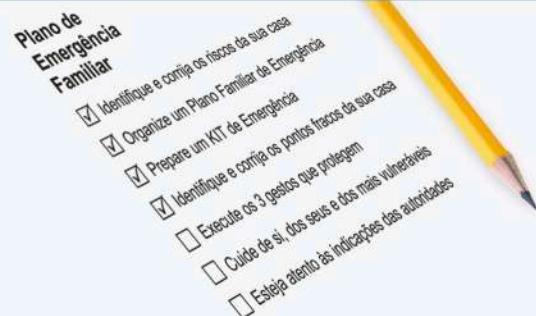 Plano de
Emergência
Familiar
Identifique e corrija os riscos da sua casa
Organize um Plano Familiar de Emergência
Prepare um KIT de Emergência
Identifique e corrija os pontos fracos da sua casa
Execute os 3 gestos que protegem
Cuide de si, dos seus e dos mais vulneráveis
Esteja atento às indicações das autoridades